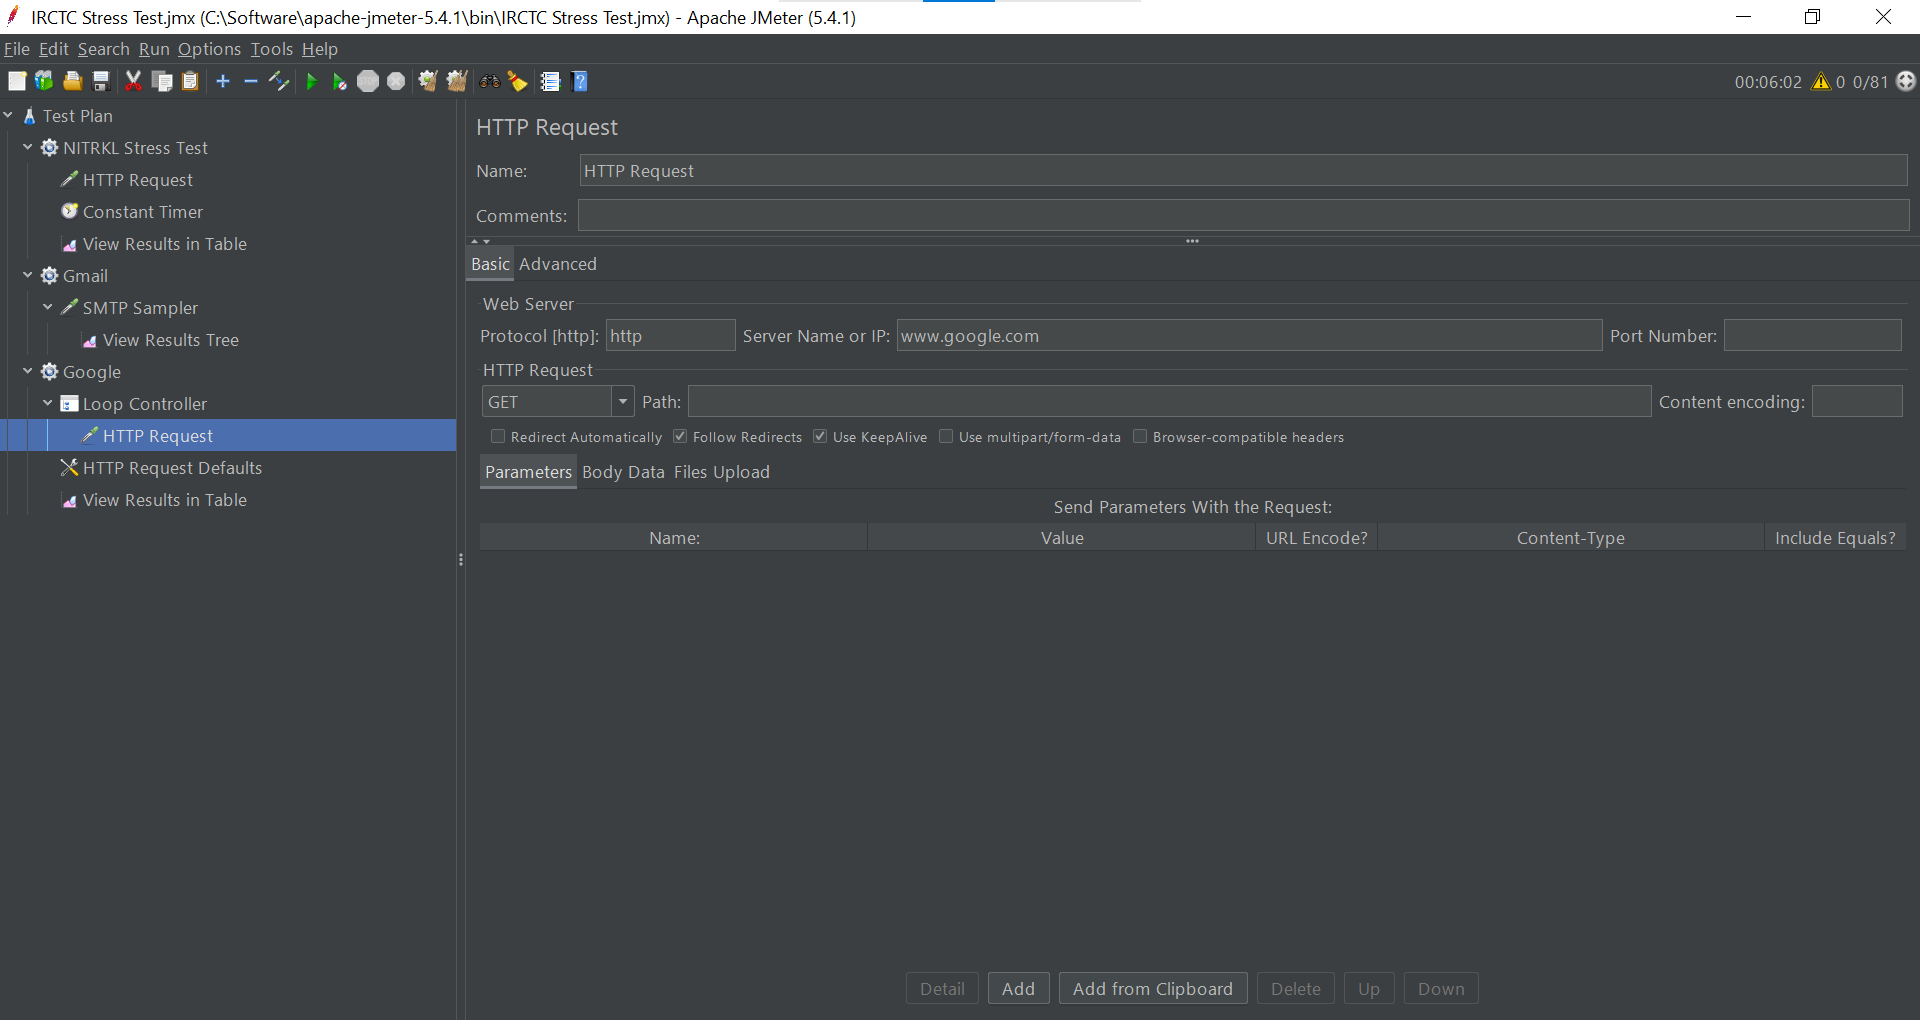 IRCTC Stress Test.jmx (C:\Software\apache-jmeter-5.4.1\bin\IRCTC Stress Test.jmx) - Apache JMeter (5.4.1)
File Edit Search Run Options Tools Help
00:06:02 0 0/81
Test Plan
NITRKL Stress Test
HTTP Request
Constant Timer
View Results in Table
Gmail
SMTP Sampler
View Results Tree
Google
Loop Controller
HTTP Request
HTTP Request Defaults
View Results in Table
HTTP Request
Name: HTTP Request
Comments:
Basic Advanced
Web Server
Protocol [http]: http Server Name or IP: www.google.com Port Number:
HTTP Request
GET Path: Content encoding:
Redirect Automatically Follow Redirects Use KeepAlive Use multipart/form-data Browser-compatible headers
Parameters Body Data Files Upload
Send Parameters With the Request:
Name: Value URL Encode? Content-Type Include Equals?
Detail Add Add from Clipboard Delete Up Down